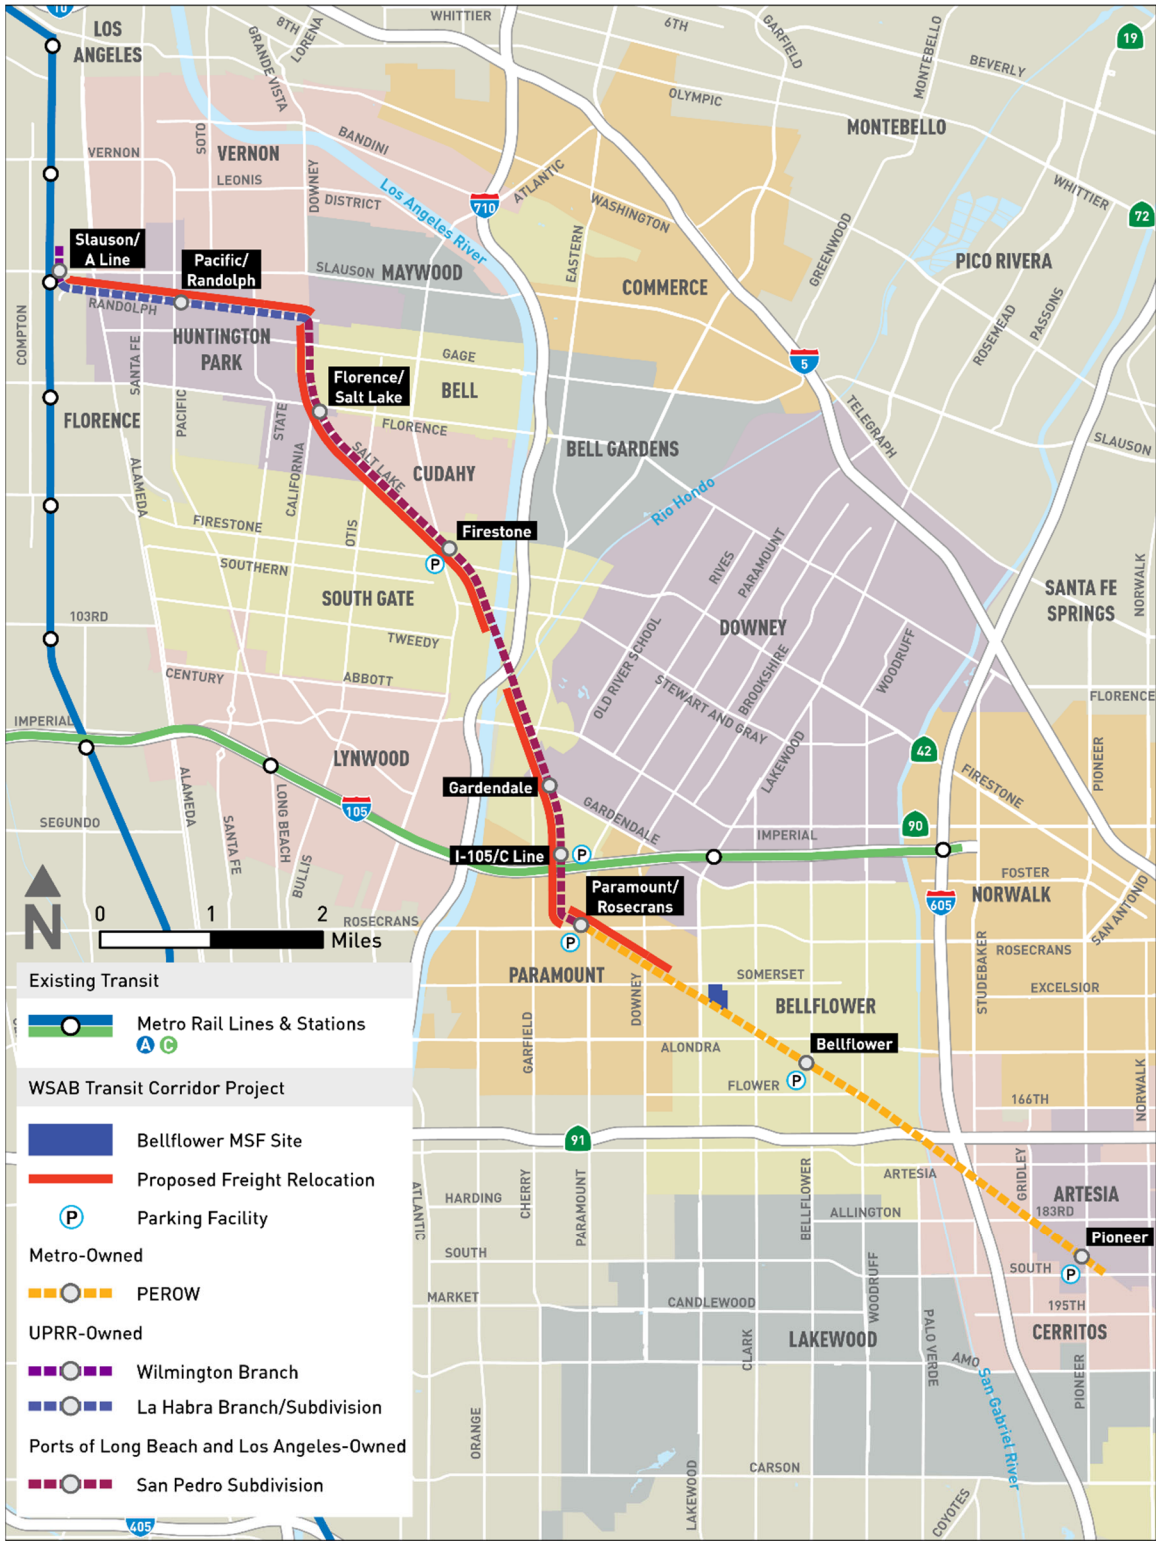 10
LOS
ANGELES
8TH
LORENA
GRANDE VISTA
WHITTIER
6TH
GARFIELD
MONTEBELLO
19
BEVERLY
OLYMPIC
MONTEBELLO
VERNON
SOTO
VERNON
LEONIS
DOWNEY
BANDINI
DISTRICT
Los Angeles River
710
ATLANTIC
WASHINGTON
WHITTIER
72
Slauson/
A Line
Pacific/
Randolph
SLAUSON
MAYWOOD
EASTERN
COMMERCE
GREENWOOD
PICO RIVERA
ROSEMEAD
PASSONS
RANDOLPH
COMPTON
HUNTINGTON
PARK
SANTA FE
GAGE
5
Florence/
Salt Lake
BELL
FLORENCE
PACIFIC
STATE
FLORENCE
TELEGRAPH
SLAUSON
BELL GARDENS
SALT LAKE
CUDAHY
ALAMEDA
CALIFORNIA
Rio Hondo
FIRESTONE
OTIS
Firestone
P
SOUTHERN
RIVES
PARAMOUNT
SANTA FE
SPRINGS
NORWALK
SOUTH GATE
103RD
TWEEDY
DOWNEY
OLD RIVER SCHOOL
BROOKSHIRE
WOODRUFF
CENTURY
ABBOTT
STEWART AND GRAY
FLORENCE
IMPERIAL
LYNWOOD
LAKEWOOD
42
PIONEER
FIRESTONE
ALAMEDA
LONG BEACH
105
Gardendale
GARDENDALE
SEGUNDO
SANTA FE
BULLIS
IMPERIAL
90
I-105/C Line
P
FOSTER
N
0 1 2
Miles
ROSECRANS
Paramount/
Rosecrans
P
605
NORWALK
SAN ANTONIO
STUDEBAKER
ROSECRANS
PARAMOUNT
DOWNEY
SOMERSET
EXCELSIOR
BELLFLOWER
GARFIELD
ALONDRA
Bellflower
P
FLOWER
NORWALK
166TH
91
GRIDLEY
ARTESIA
ARTESIA
ATLANTIC
HARDING
CHERRY
PARAMOUNT
BELLFLOWER
ALLINGTON
183RD
Pioneer
SOUTH
SOUTH
P
WOODRUFF
MARKET
CANDLEWOOD
195TH
CLARK
LAKEWOOD
PALO VERDE
CERRITOS
AMO
PIONEER
San Gabriel River
ORANGE
LAKEWOOD
CARSON
COYOTES
405
Existing Transit
Metro Rail Lines & Stations
A C
WSAB Transit Corridor Project
Bellflower MSF Site
Proposed Freight Relocation
P Parking Facility
Metro-Owned
PEROW
UPRR-Owned
Wilmington Branch
La Habra Branch/Subdivision
Ports of Long Beach and Los Angeles-Owned
San Pedro Subdivision